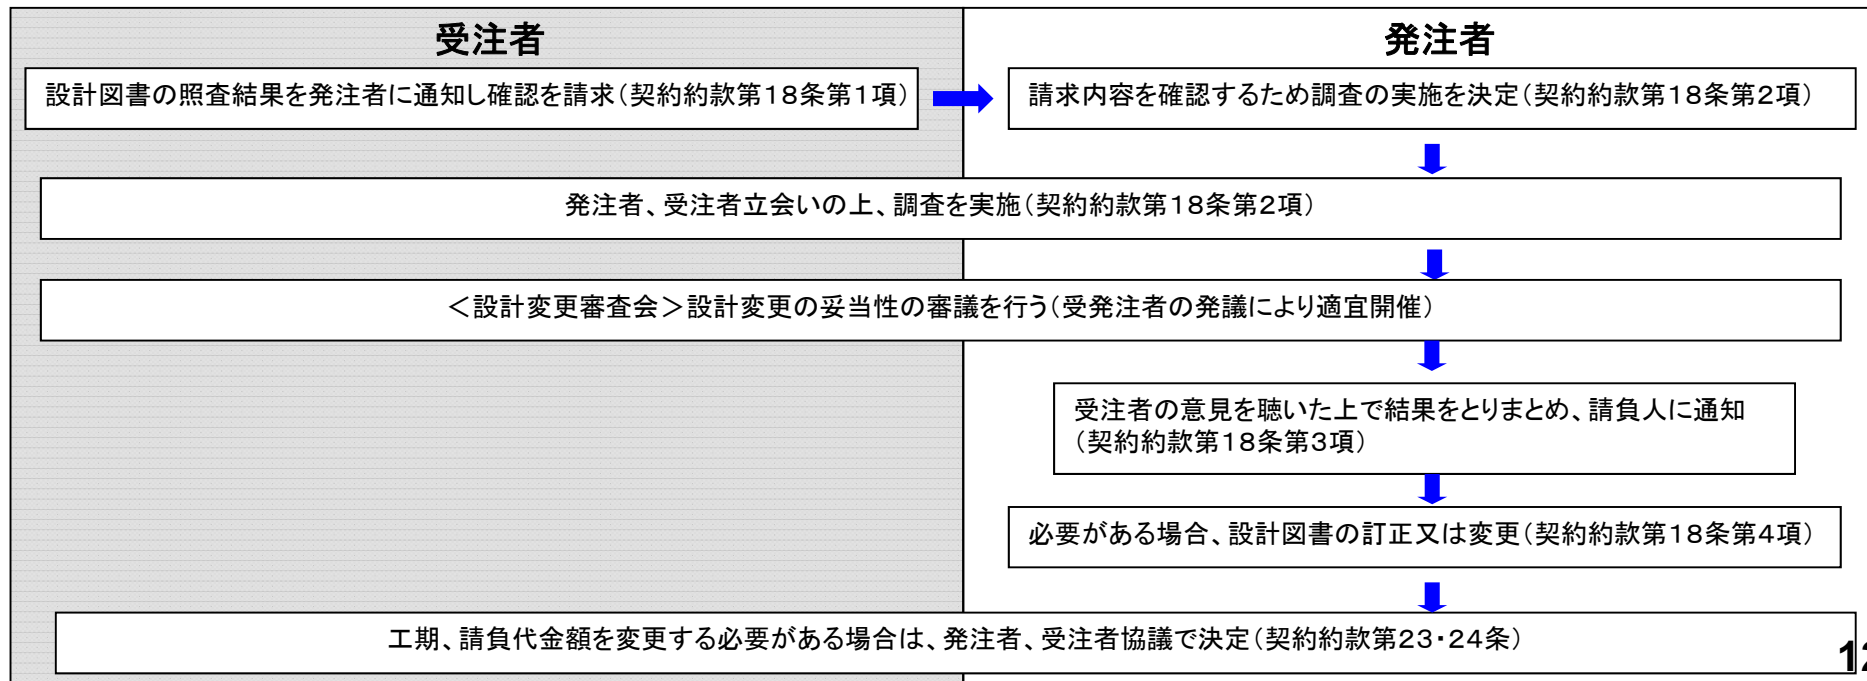 受注者
発注者
設計図書の照査結果を発注者に通知し確認を請求(契約約款第18条第1項)
請求内容を確認するため調査の実施を決定(契約約款第18条第2項)
発注者、受注者立会いの上、調査を実施(契約約款第18条第2項)
＜設計変更審査会＞設計変更の妥当性の審議を行う(受発注者の発議により適宜開催)
受注者の意見を聴いた上で結果をとりまとめ、請負人に通知
(契約約款第18条第3項)
必要がある場合、設計図書の訂正又は変更(契約約款第18条第4項)
工期、請負代金額を変更する必要がある場合は、発注者、受注者協議で決定(契約約款第23・24条)
12